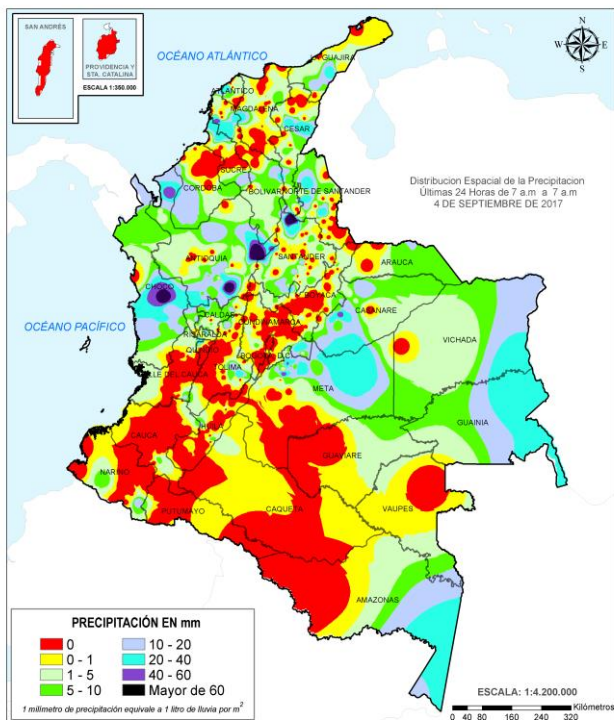 SAN ANDRÉS
PROVIDENCIA Y
STA. CATALINA
ESCALA 1:350.000
OCÉANO ATLÁNTICO
N
W E
S
LA GUAJIRA
ATLÁNTICO
MAGDALENA
CESAR
SUCRE
CORDOBA
BOLIVAR
NORTE DE SANTANDER
Distribucion Espacial de la Precipitacion
Últimas 24 Horas de 7 a.m a 7 a.m
4 DE SEPTIEMBRE DE 2017
ANTIOQUIA
SANTANDER
ARAUCA
CHOCO
BOYACA
CASANARE
OCÉANO PACÍFICO
CALDAS
CUNDINAMARCA
VICHADA
RISARALDA
QUINDIO
BOGOTA D.C
TOLIMA
VALLE DEL CAUCA
META
GUAINIA
CAUCA
HUILA
GUAVIARE
NARIÑO
VAUPES
PUTUMAYO
CAQUETA
AMAZONAS
PRECIPITACIÓN EN mm
0
10 - 20
0 - 1
20 - 40
1 - 5
40 - 60
5 - 10
Mayor de 60
1 milímetro de precipitación equivale a 1 litro de lluvia por m²
ESCALA: 1:4.200.000
Kilómetros
0 40 80 160 240 320